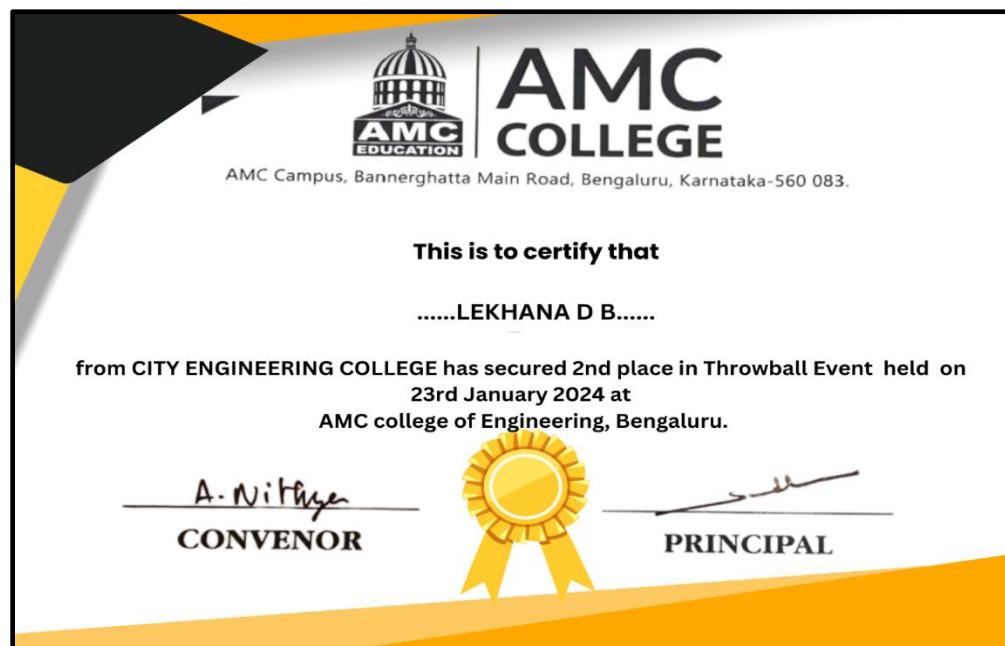 AMC
EDUCATION
AMC
COLLEGE
AMC Campus, Bannerghatta Main Road, Bengaluru, Karnataka-560 083.
This is to certify that
......LEKHANA D B......
from CITY ENGINEERING COLLEGE has secured 2nd place in Throwball Event held on
23rd January 2024 at
AMC college of Engineering, Bengaluru.
A. Nithya
CONVENOR
PRINCIPAL